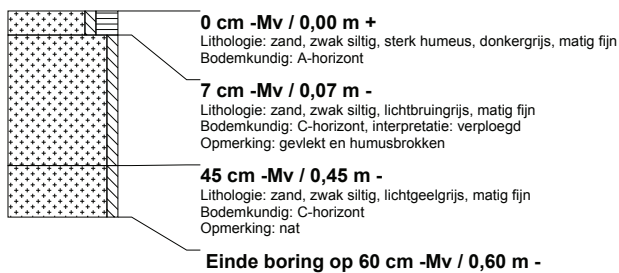 0 cm -Mv / 0,00 m +
Lithologie: zand, zwak siltig, sterk humeus, donkergrijs, matig fijn
Bodemkundig: A-horizont
7 cm -Mv / 0,07 m -
Lithologie: zand, zwak siltig, lichtbruingrijs, matig fijn
Bodemkundig: C-horizont, interpretatie: verploegd
Opmerking: gevlekt en humusbrokken
45 cm -Mv / 0,45 m -
Lithologie: zand, zwak siltig, lichtgeelgrijs, matig fijn
Bodemkundig: C-horizont
Opmerking: nat
Einde boring op 60 cm -Mv / 0,60 m -